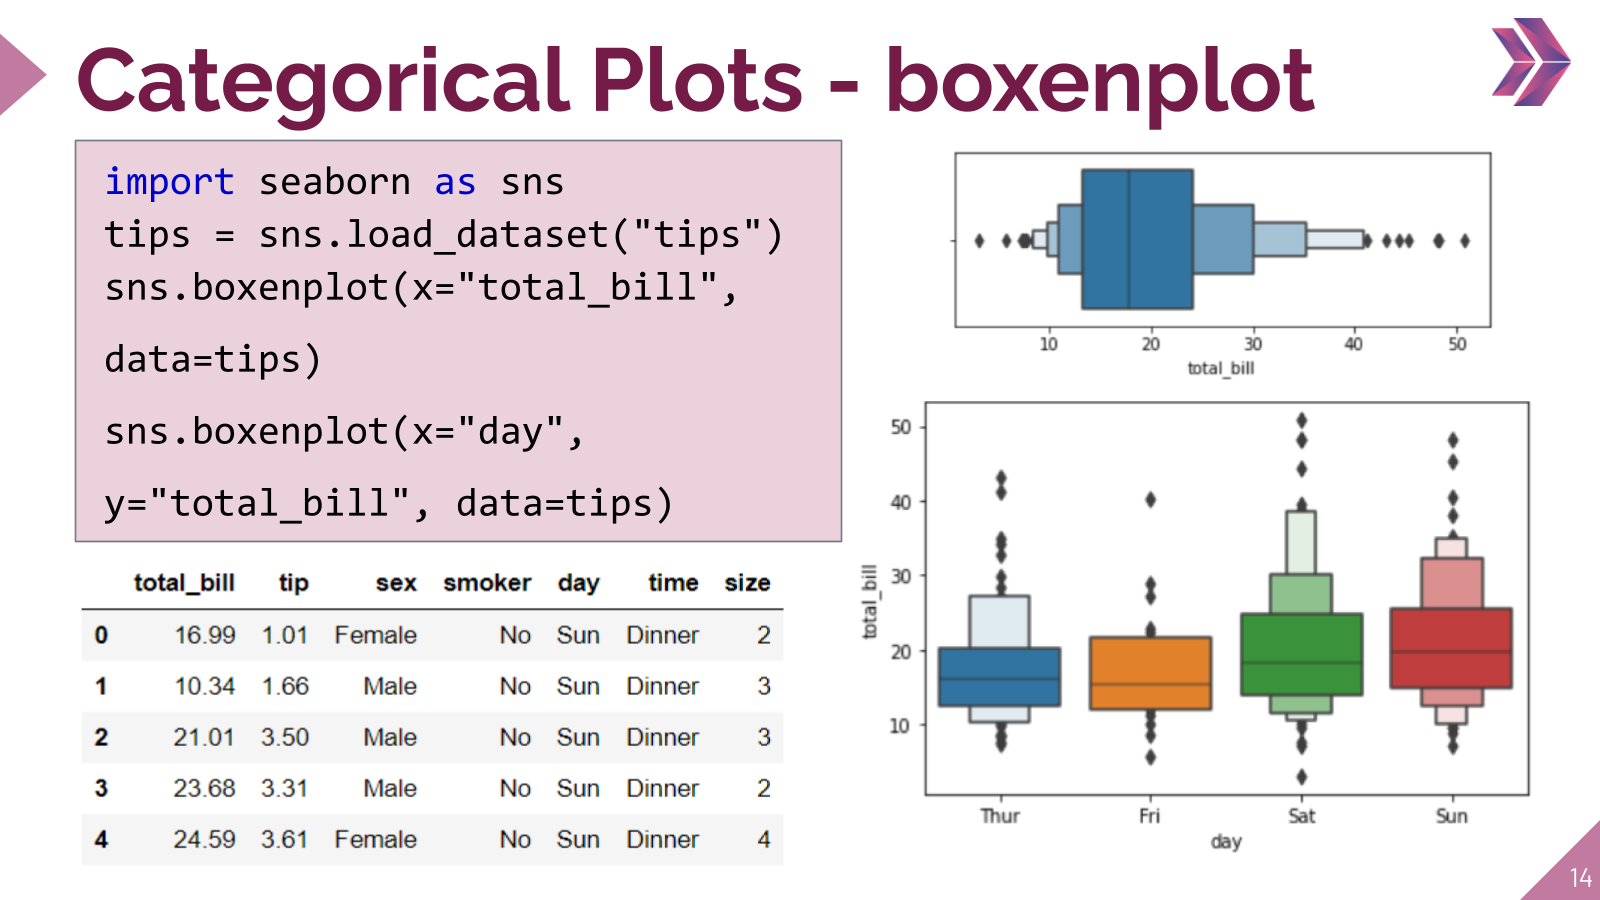 Categorical Plots - boxenplot
import seaborn as sns
tips = sns.load_dataset("tips")
sns.boxenplot(x="total_bill",
data=tips)
sns.boxenplot(x="day",
y="total_bill", data=tips)
total_bill tip sex smoker day time size
0 16.99 1.01 Female No Sun Dinner 2
1 10.34 1.66 Male No Sun Dinner 3
2 21.01 3.50 Male No Sun Dinner 3
3 23.68 3.31 Male No Sun Dinner 2
4 24.59 3.61 Female No Sun Dinner 4
10 20 30 40 50
total_bill
50
40
30
20
10
total_bill
Thur Fri Sat Sun
day
14